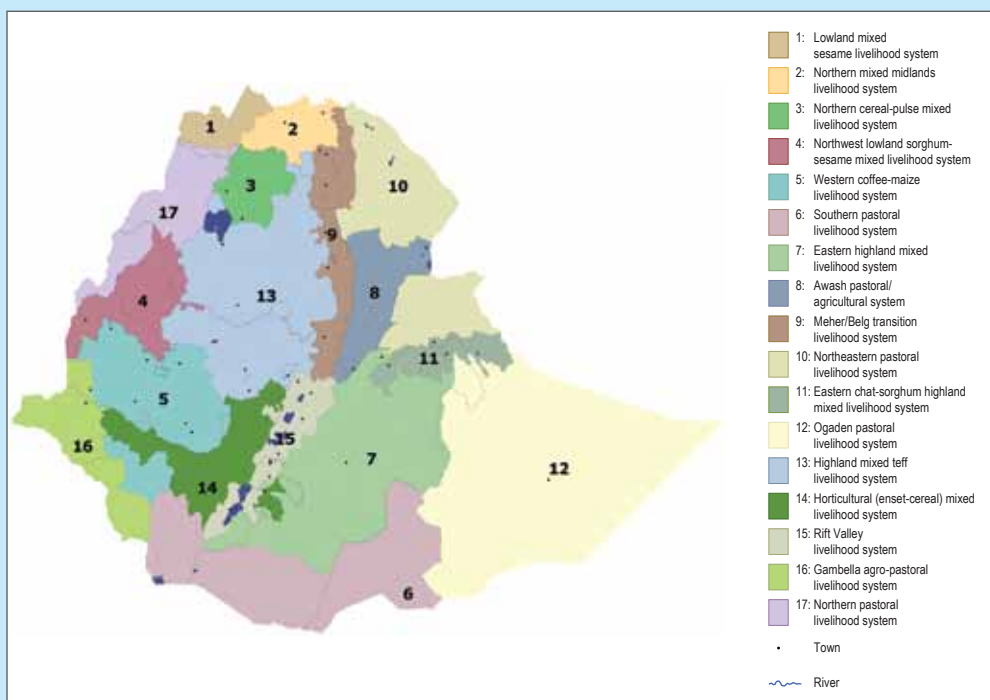 1
2
3
10
17
9
4
13
8
11
5
15
16
7
12
14
6
1: Lowland mixed
sesame livelihood system
2: Northern mixed midlands
livelihood system
3: Northern cereal-pulse mixed
livelihood system
4: Northwest lowland sorghum-
sesame mixed livelihood system
5: Western coffee-maize
livelihood system
6: Southern pastoral
livelihood system
7: Eastern highland mixed
livelihood system
8: Awash pastoral/
agricultural system
9: Meher/Belg transition
livelihood system
10: Northeastern pastoral
livelihood system
11: Eastern chat-sorghum highland
mixed livelihood system
12: Ogaden pastoral
livelihood system
13: Highland mixed teff
livelihood system
14: Horticultural (enset-cereal) mixed
livelihood system
15: Rift Valley
livelihood system
16: Gambella agro-pastoral
livelihood system
17: Northern pastoral
livelihood system
Town
River